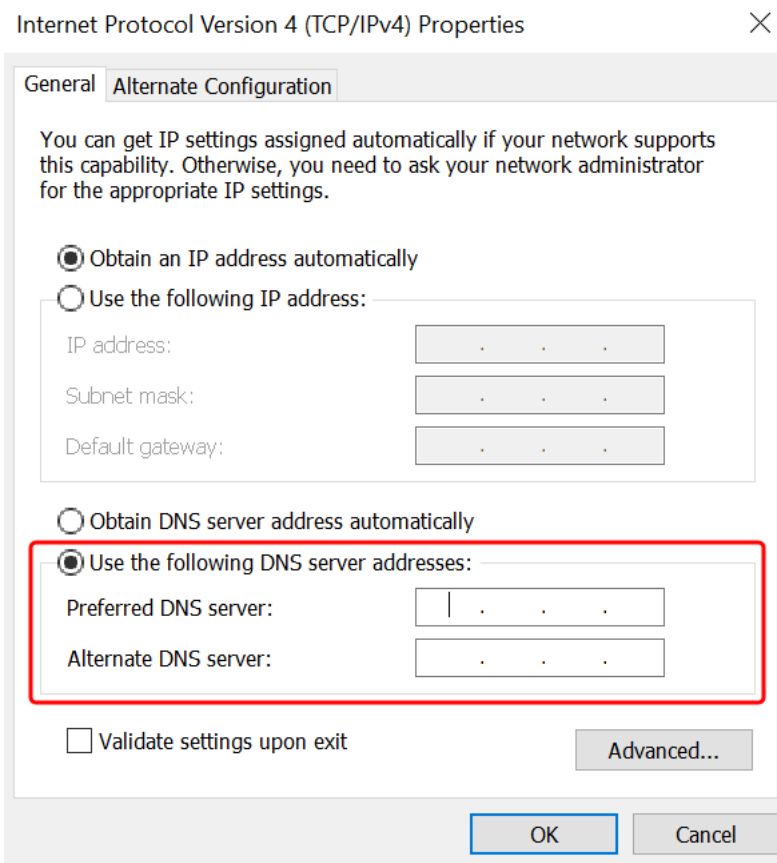 Internet Protocol Version 4 (TCP/IPv4) Properties
General
Alternate Configuration
You can get IP settings assigned automatically if your network supports
this capability. Otherwise, you need to ask your network administrator
for the appropriate IP settings.
Obtain an IP address automatically
Use the following IP address:
IP address:
. . .
Subnet mask:
. . .
Default gateway:
. . .
Obtain DNS server address automatically
Use the following DNS server addresses:
Preferred DNS server:
. . .
Alternate DNS server:
. . .
Validate settings upon exit
Advanced...
OK
Cancel